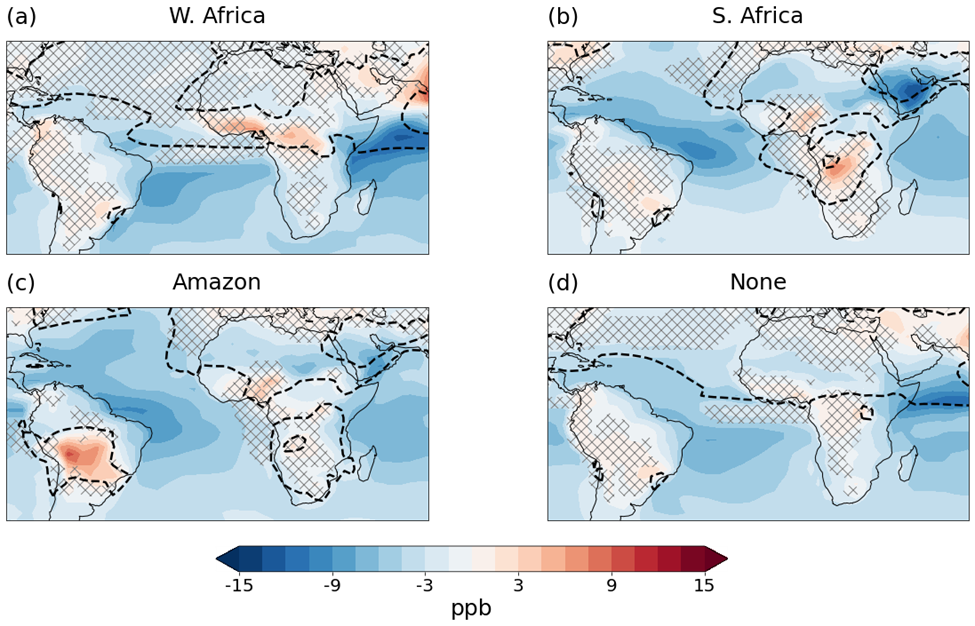 (a) W. Africa
(b) S. Africa
(c) Amazon
(d) None
-15 -9 -3 3 9 15
ppb